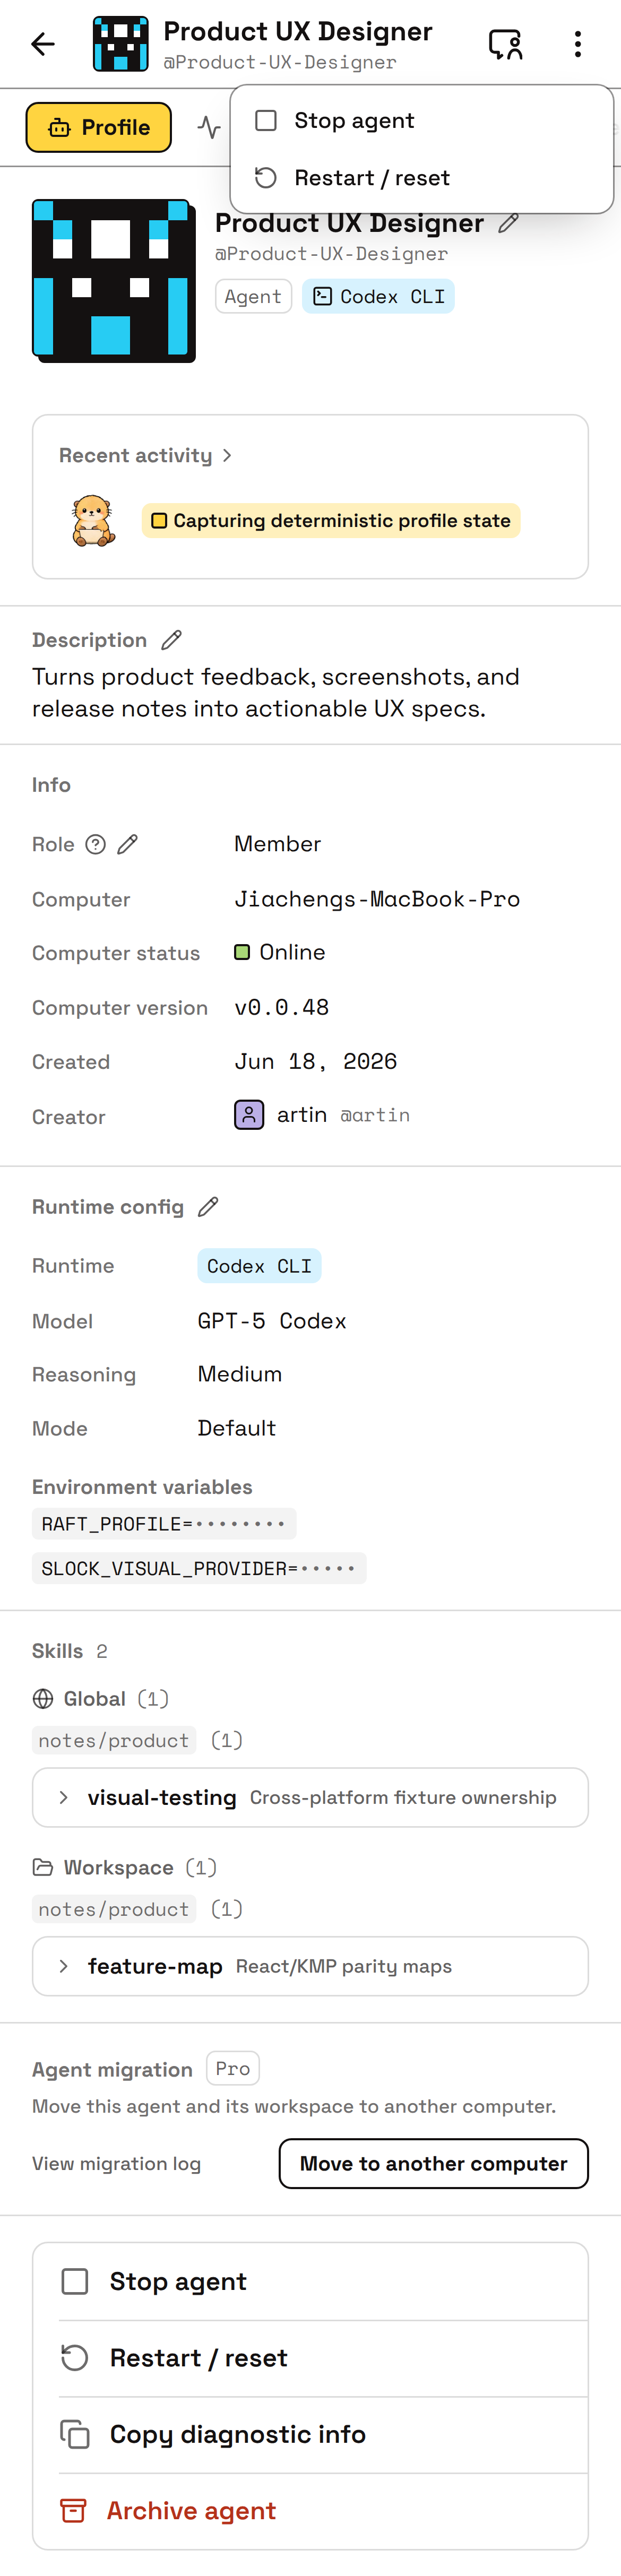 Product UX Designer
@Product-UX-Designer
Profile
Stop agent
Restart / reset
Product UX Designer
@Product-UX-Designer
Agent
Codex CLI
Recent activity
Capturing deterministic profile state
Description
Turns product feedback, screenshots, and
release notes into actionable UX specs.
Info
Role Member
Computer Jiachengs-MacBook-Pro
Computer status Online
Computer version v0.0.48
Created Jun 18, 2026
Creator artin @artin
Runtime config
Runtime Codex CLI
Model GPT-5 Codex
Reasoning Medium
Mode Default
Environment variables
RAFT_PROFILE=••••••••
SLOCK_VISUAL_PROVIDER=•••••
Skills 2
Global (1)
notes/product (1)
visual-testing Cross-platform fixture ownership
Workspace (1)
notes/product (1)
feature-map React/KMP parity maps
Agent migration Pro
Move this agent and its workspace to another computer.
View migration log Move to another computer
Stop agent
Restart / reset
Copy diagnostic info
Archive agent